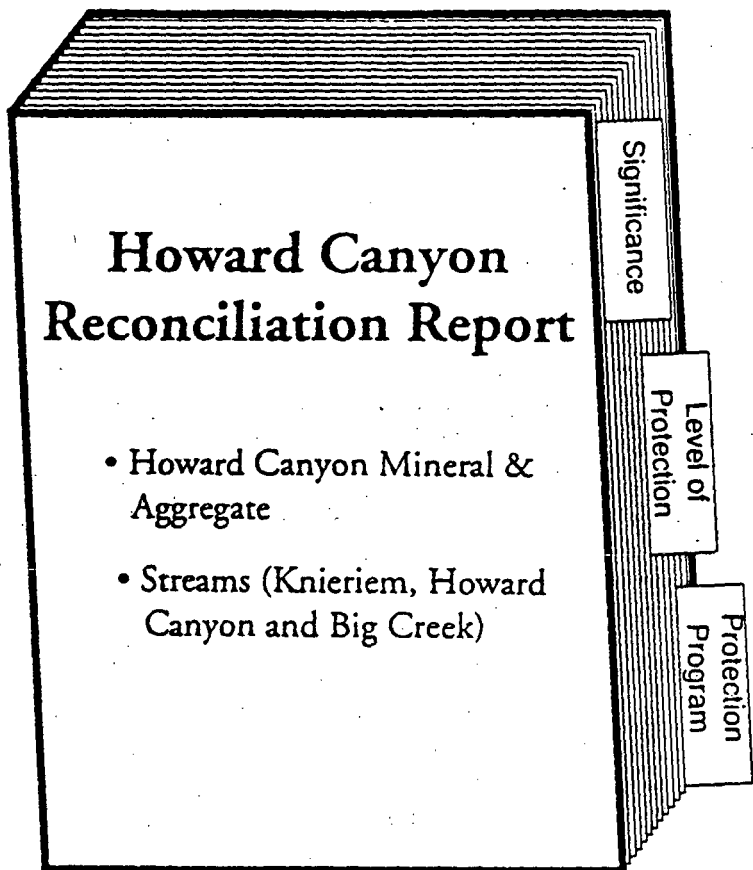 Howard Canyon
Reconciliation Report
• Howard Canyon Mineral &
Aggregate
• Streams (Knieriem, Howard
Canyon and Big Creek)
Significance
Level of
Protection
Protection
Program